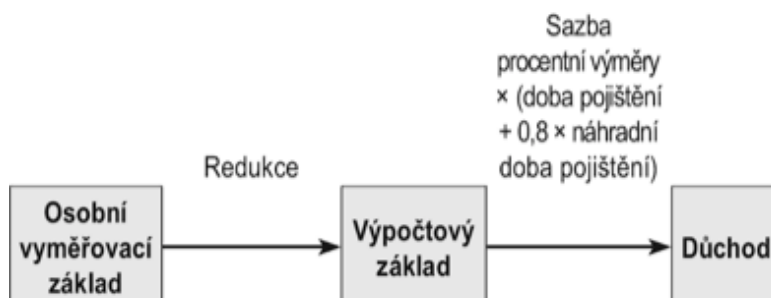 Sazba
procentní výměry
× (doba pojištění
+ 0,8 × náhradní
doba pojištění)
Redukce
Osobní
vyměřovací
základ
Výpočtový
základ
Důchod